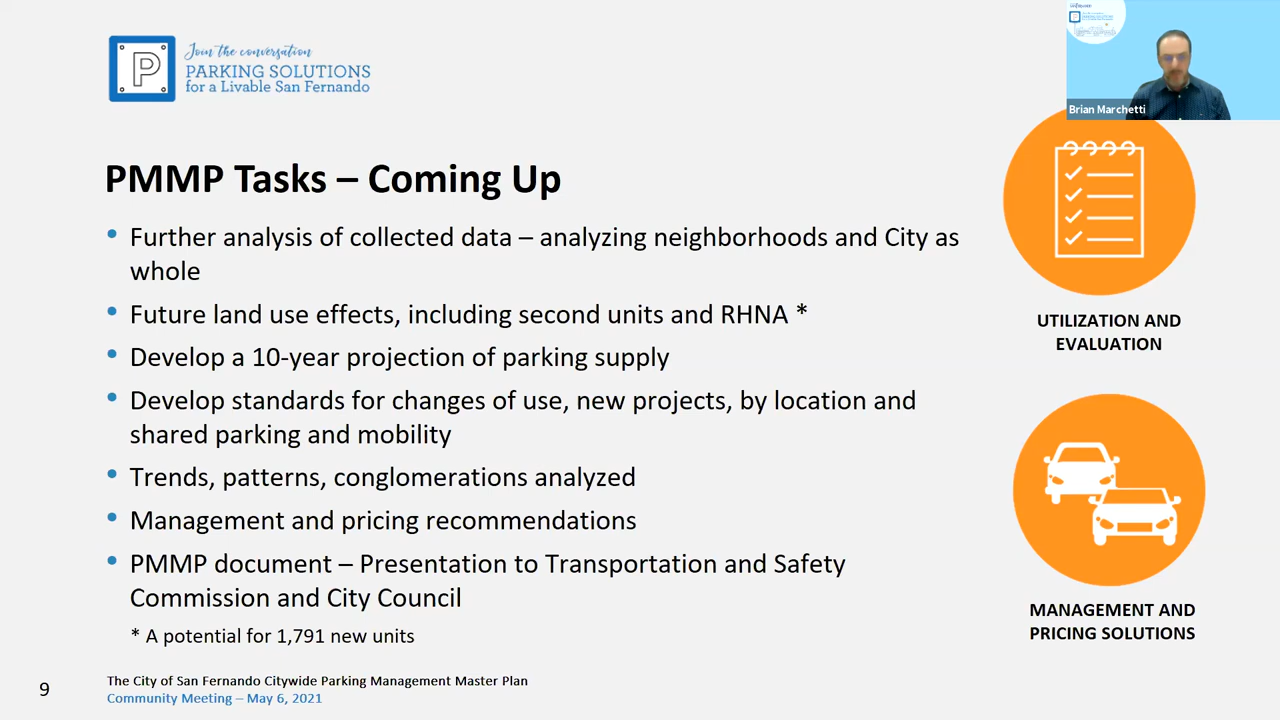 Join the conversation
PARKING SOLUTIONS
for a Livable San Fernando
P
Brian Marchetti
PMMP Tasks – Coming Up
• Further analysis of collected data – analyzing neighborhoods and City as
whole
• Future land use effects, including second units and RHNA *
• Develop a 10-year projection of parking supply
• Develop standards for changes of use, new projects, by location and
shared parking and mobility
• Trends, patterns, conglomerations analyzed
• Management and pricing recommendations
• PMMP document – Presentation to Transportation and Safety
Commission and City Council
* A potential for 1,791 new units
UTILIZATION AND
EVALUATION
MANAGEMENT AND
PRICING SOLUTIONS
9
The City of San Fernando Citywide Parking Management Master Plan
Community Meeting – May 6, 2021